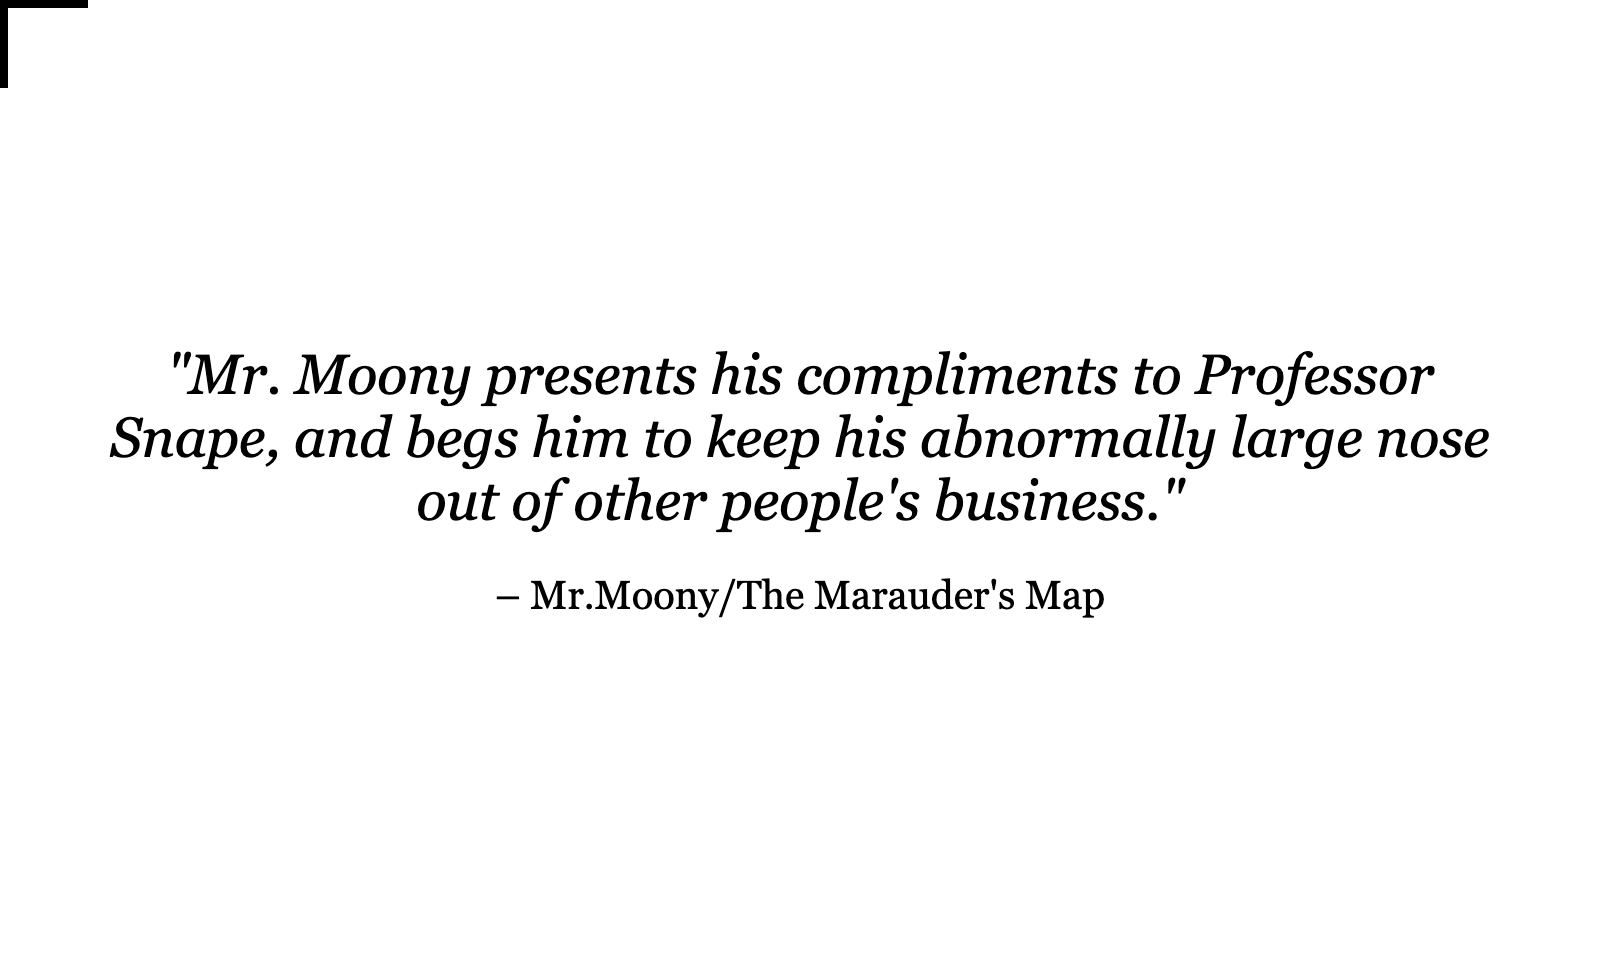 "Mr. Moony presents his compliments to Professor
Snape, and begs him to keep his abnormally large nose
out of other people's business."
– Mr.Moony/The Marauder's Map